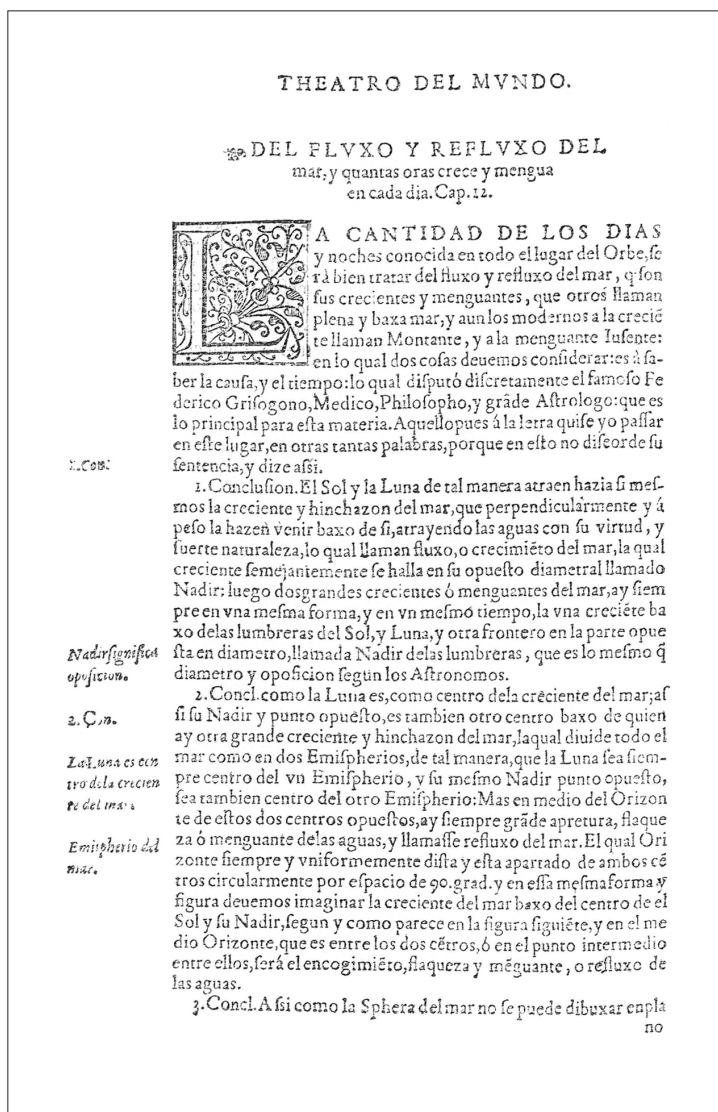 THEATRO DEL MVNDO.
DEL FLVXO Y REFLVXO DEL
mar, y quantas oras crece y mengua
en cada dia. Cap. 12.
LA CANTIDAD DE LOS DIAS
y noches conocida en todo el lugar del Orbe, se
rà bien tratar del fluxo y refluxo del mar, q̃ son
sus crecientes y menguantes, que otros llaman
plena y baxa mar, y aun los modernos a la creciẽ
te llaman Montante, y a la menguante Iusente:
en lo qual dos cosas deuemos considerar: es à sa-
ber la causa, y el tiempo: lo qual disputó discretamente el famoso Fe
derico Grisogono, Medico, Philosopho, y grãde Astrologo: que es
lo principal para esta materia. Aquello pues á la letra quise yo passar
en este lugar, en otras tantas palabras, porque en esto no diseorde su
sentencia, y dize assi.
1. Con.
1. Conclusion. El Sol y la Luna de tal manera atraen hazia si mes-
mos la creciente y hinchazon del mar, que perpendicularmente y á
peso la hazen venir baxo de si, atrayendo las aguas con su virtud, y
fuerte naturaleza, lo qual llaman fluxo, o crecimiẽto del mar, la qual
creciente semejantemente se halla en su opuesto diametral llamado
Nadir: luego dos grandes crecientes ó menguantes del mar, ay siem
pre en vna mesma forma, y en vn mesmo tiempo, la vna creciẽte ba
xo delas lumbreras del Sol, y Luna, y otra frontero en la parte opue
sta en diametro, llamada Nadir delas lumbreras, que es lo mesmo q̃
diametro y oposicion segun los Astronomos.
Nadir significa
oposicion.
2. Concl. como la Luna es, como centro dela creciente del mar; as
si su Nadir y punto opuesto, es tambien otro centro baxo de quien
ay otra grande creciente y hinchazon del mar, laqual diuide todo el
mar como en dos Emispherios, de tal manera, que la Luna sea siem-
pre centro del vn Emispherio, y su mesmo Nadir punto opuesto,
sea tambien centro del otro Emispherio: Mas en medio del Orizon
te de estos dos centros opuestos, ay siempre grãde apretura, flaque
za ó menguante delas aguas, y llamasse refluxo del mar. El qual Ori
zonte siempre y vniformemente dista y esta apartado de ambos cẽ
tros circularmente por espacio de 90. grad. y en essa mesma forma y
figura deuemos imaginar la creciente del mar baxo del centro de el
Sol y su Nadir, segun y como parece en la figura siguiẽte, y en el me
dio Orizonte, que es entre los dos cẽtros, ó en el punto intermedio
entre ellos, será el encogimiẽto, flaqueza y mẽguante, o refluxo de
las aguas.
2. Con.
La Luna es cen
tro dela crecien
te del mar.
Emispherio del
mar.
3. Concl. Assi como la Sphera del mar no se puede dibuxar en pla
no